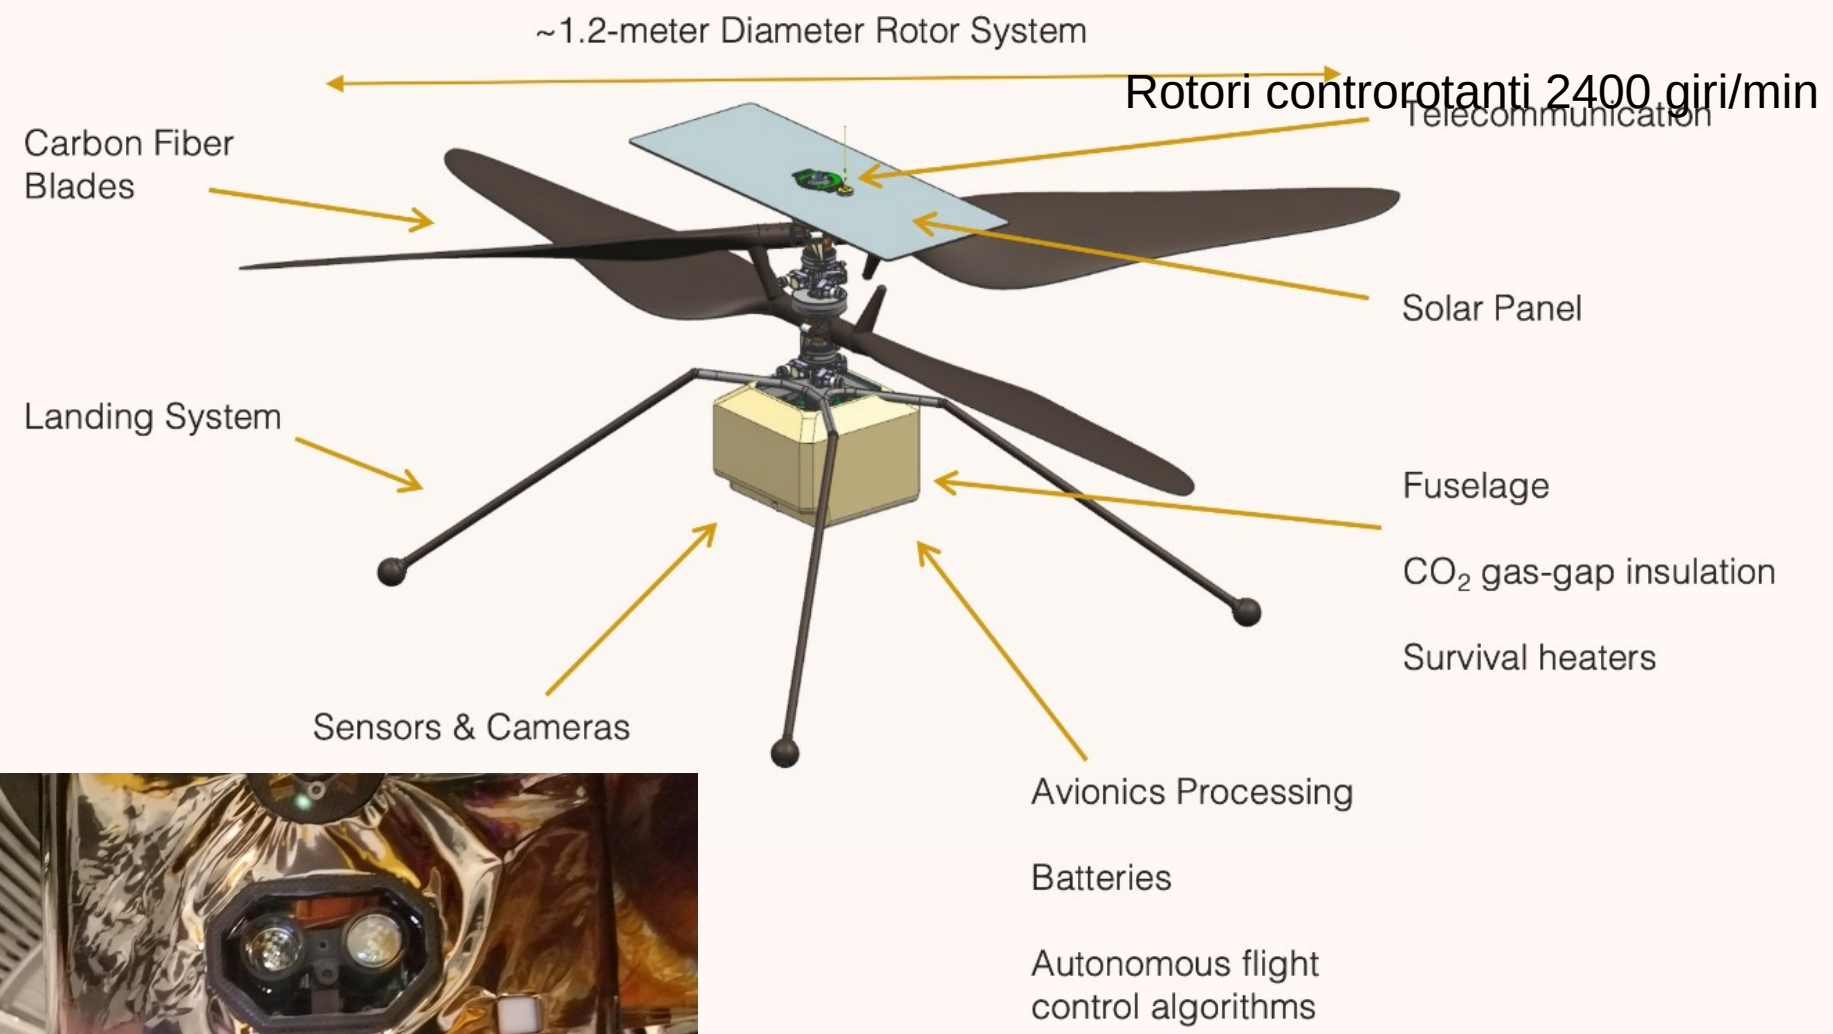 ~1.2-meter Diameter Rotor System
Rotori controrotanti 2400 giri/min
Telecommunication
Carbon Fiber
Blades
Solar Panel
Landing System
Fuselage
CO₂ gas-gap insulation
Survival heaters
Sensors & Cameras
Avionics Processing
Batteries
Autonomous flight
control algorithms